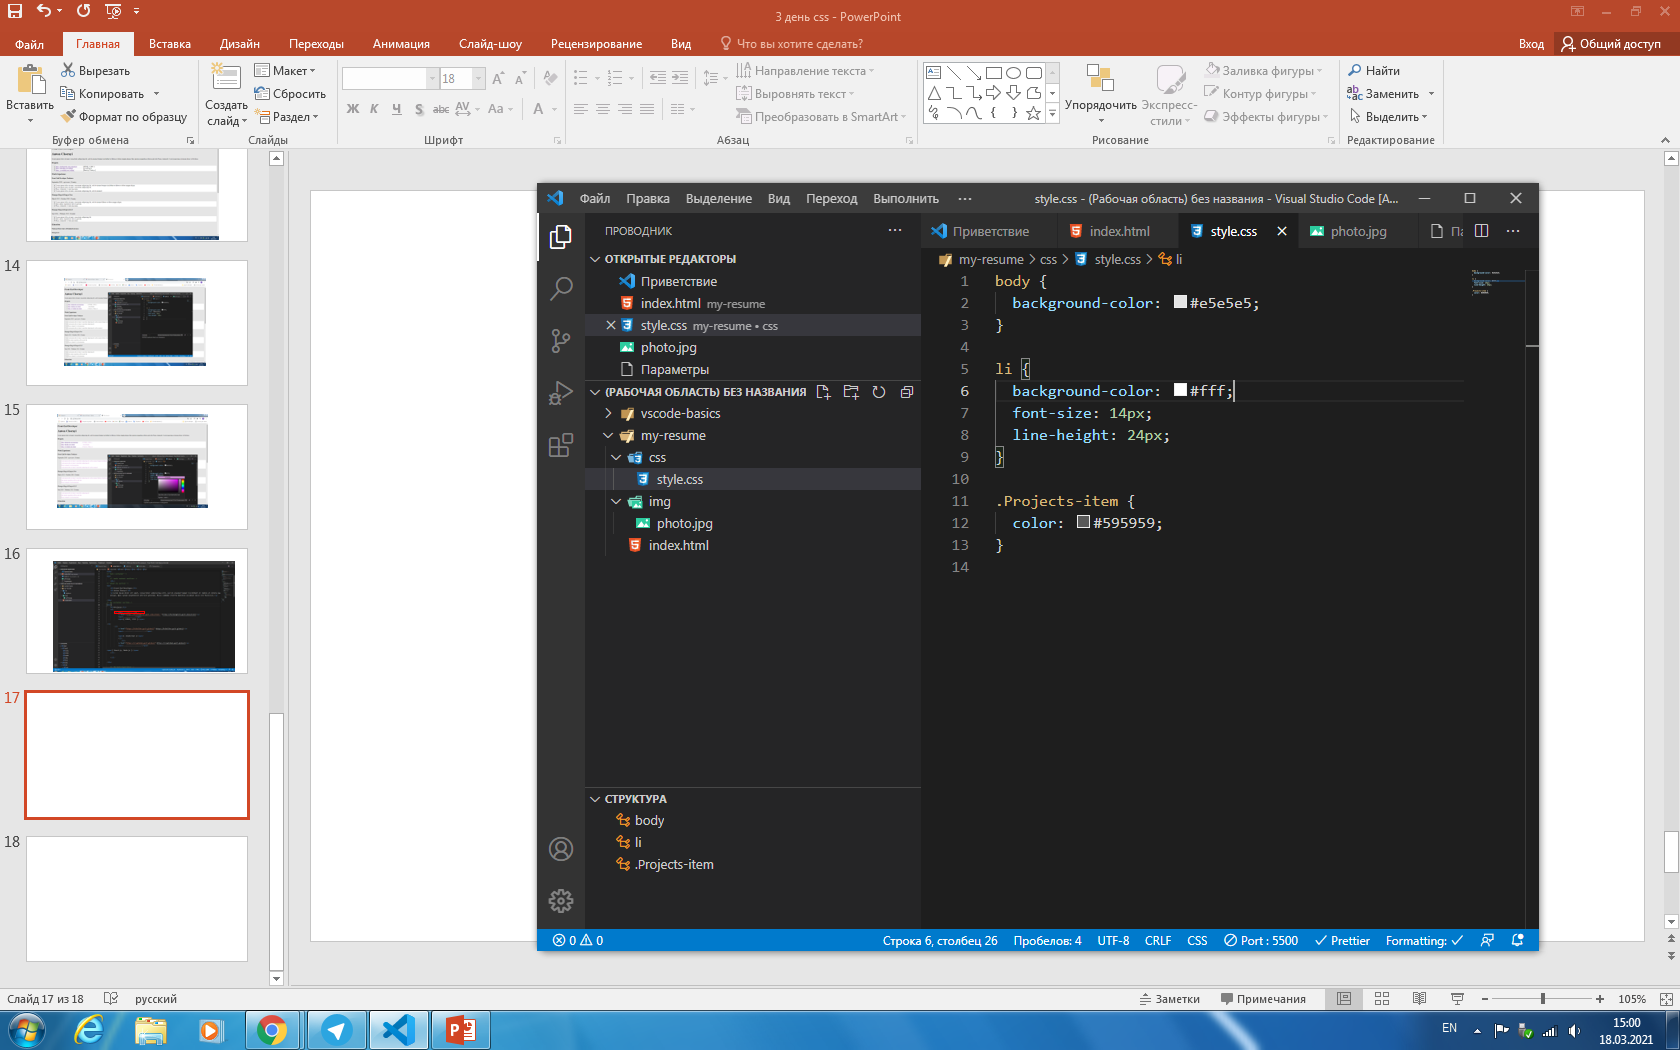 3 день css - PowerPoint
Файл Главная Вставка Дизайн Переходы Анимация Слайд-шоу Рецензирование Вид Что вы хотите сделать? Вход Общий доступ
Вставить
Вырезать
Копировать
Формат по образцу
Буфер обмена
Создать слайд
Макет
Сбросить
Раздел
Слайды
18
Ж К Ч S abc AV Aa A
Шрифт
Направление текста
Выровнять текст
Преобразовать в SmartArt
Абзац
Упорядочить
Экспресс-стили
Заливка фигуры
Контур фигуры
Эффекты фигуры
Рисование
Найти
Заменить
Выделить
Редактирование
14
15
16
17
18
Файл Правка Выделение Вид Переход Выполнить ··· style.css - (Рабочая область) без названия - Visual Studio Code [A...
ПРОВОДНИК
ОТКРЫТЫЕ РЕДАКТОРЫ
Приветствие
index.html my-resume
style.css my-resume • css
photo.jpg
Параметры
(РАБОЧАЯ ОБЛАСТЬ) БЕЗ НАЗВАНИЯ
vscode-basics
my-resume
css
style.css
img
photo.jpg
index.html
СТРУКТУРА
body
li
.Projects-item
Приветствие index.html style.css photo.jpg
my-resume > css > style.css > li
1 body {
2 background-color: #e5e5e5;
3 }
4
5 li {
6 background-color: #fff;
7 font-size: 14px;
8 line-height: 24px;
9 }
10
11 .Projects-item {
12 color: #595959;
13 }
14
0 0 Строка 6, столбец 26 Пробелов: 4 UTF-8 CRLF CSS Port : 5500 Prettier Formatting:
Слайд 17 из 18 русский Заметки Примечания 105%
EN 15:00
18.03.2021